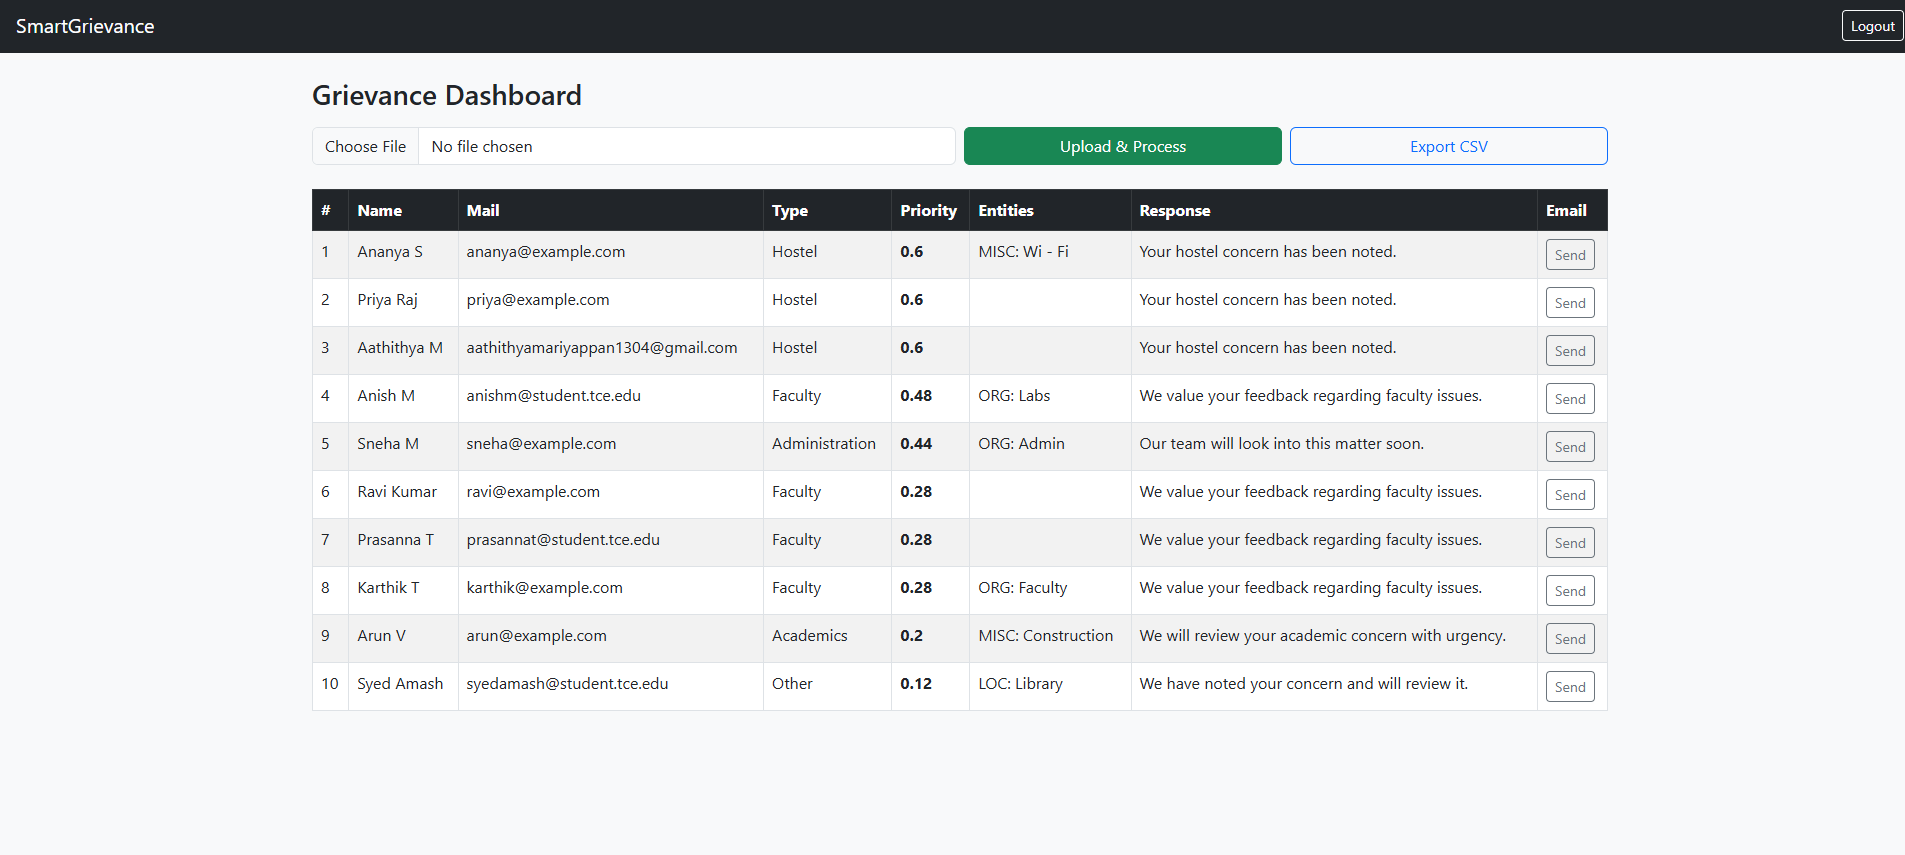 SmartGrievance Logout
Grievance Dashboard
Choose File No file chosen Upload & Process Export CSV
# Name Mail Type Priority Entities Response Email
1 Ananya S ananya@example.com Hostel 0.6 MISC: Wi - Fi Your hostel concern has been noted. Send
2 Priya Raj priya@example.com Hostel 0.6 Your hostel concern has been noted. Send
3 Aathithya M aathithyamariyappan1304@gmail.com Hostel 0.6 Your hostel concern has been noted. Send
4 Anish M anishm@student.tce.edu Faculty 0.48 ORG: Labs We value your feedback regarding faculty issues. Send
5 Sneha M sneha@example.com Administration 0.44 ORG: Admin Our team will look into this matter soon. Send
6 Ravi Kumar ravi@example.com Faculty 0.28 We value your feedback regarding faculty issues. Send
7 Prasanna T prasannat@student.tce.edu Faculty 0.28 We value your feedback regarding faculty issues. Send
8 Karthik T karthik@example.com Faculty 0.28 ORG: Faculty We value your feedback regarding faculty issues. Send
9 Arun V arun@example.com Academics 0.2 MISC: Construction We will review your academic concern with urgency. Send
10 Syed Amash syedamash@student.tce.edu Other 0.12 LOC: Library We have noted your concern and will review it. Send